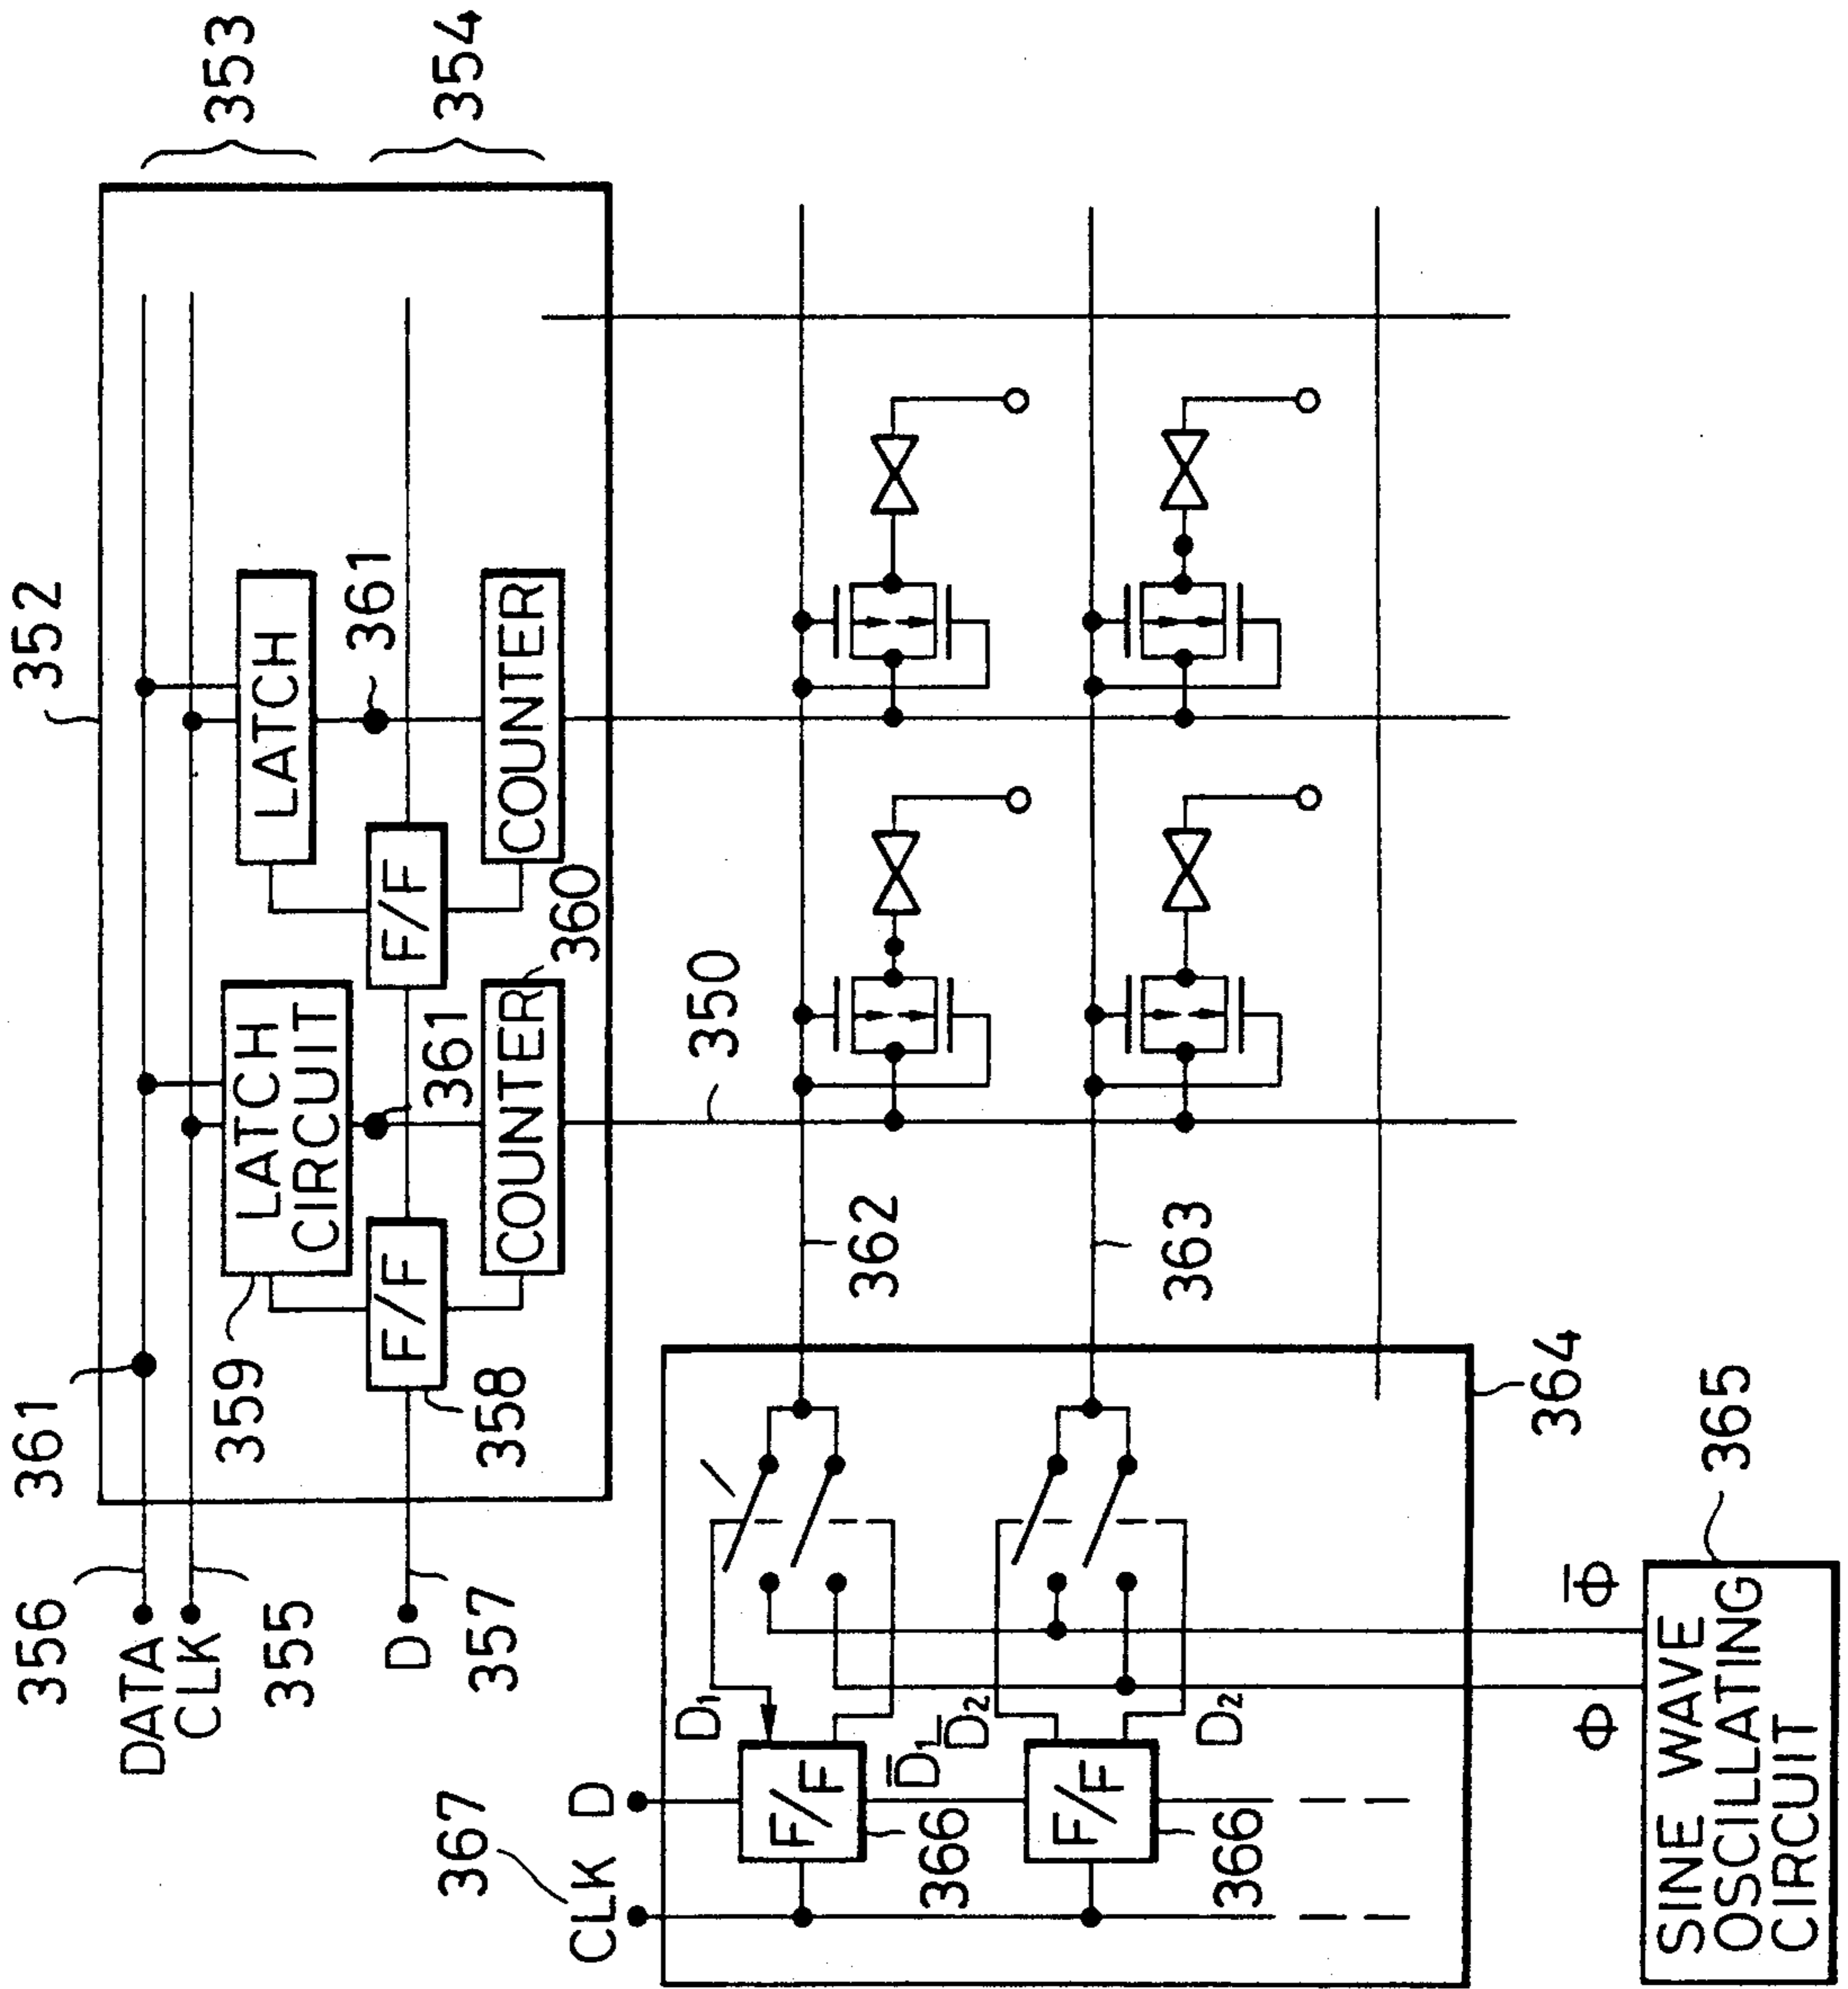 352
353
354
361
356
DATA
CLK
355
D
357
359
LATCH
CIRCUIT
LATCH
361
361
F/F
358
F/F
COUNTER
360
COUNTER
350
362
363
364
367
CLK
D
D₁
F/F
366
D̅₁
D̅₂
F/F
366
D₂
Φ
Φ̅
365
SINE WAVE
OSCILLATING
CIRCUIT